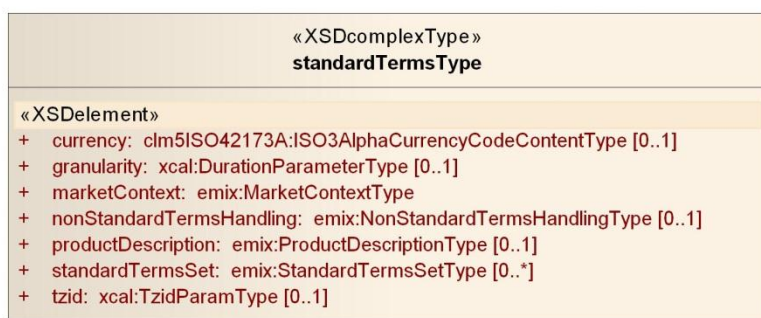 «XSDcomplexType»
standardTermsType
«XSDelement»
+ currency: clm5ISO42173A:ISO3AlphaCurrencyCodeContentType [0..1]
+ granularity: xcal:DurationParameterType [0..1]
+ marketContext: emix:MarketContextType
+ nonStandardTermsHandling: emix:NonStandardTermsHandlingType [0..1]
+ productDescription: emix:ProductDescriptionType [0..1]
+ standardTermsSet: emix:StandardTermsSetType [0..*]
+ tzid: xcal:TzidParamType [0..1]